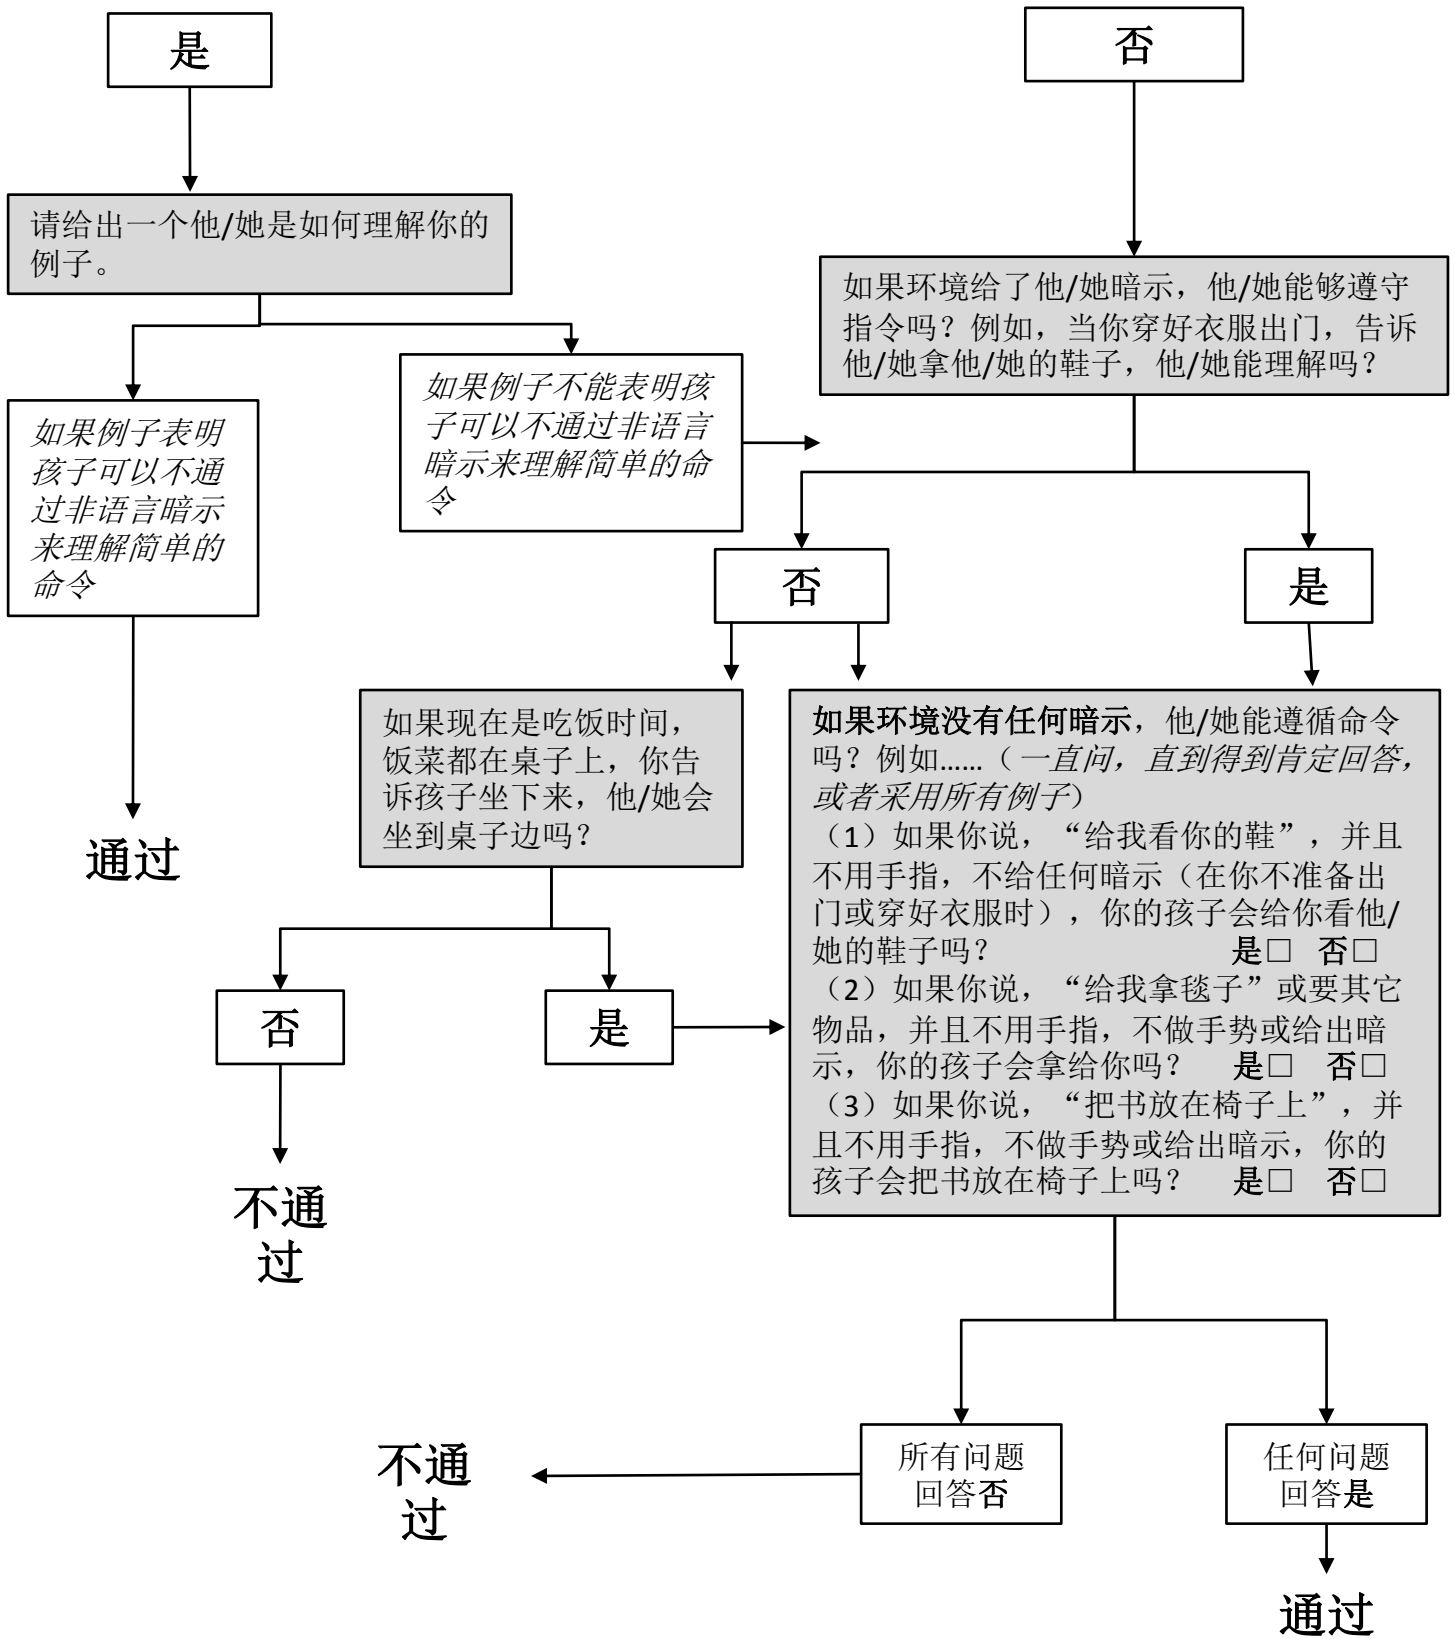 是
否
请给出一个他/她是如何理解你的
例子。
如果环境给了他/她暗示，他/她能够遵守
指令吗？例如，当你穿好衣服出门，告诉
他/她拿他/她的鞋子，他/她能理解吗？
如果例子表明
孩子可以不通
过非语言暗示
来理解简单的
命令
如果例子不能表明孩
子可以不通过非语言
暗示来理解简单的命
令
否
是
通过
如果现在是吃饭时间，
饭菜都在桌子上，你告
诉孩子坐下来，他/她会
坐到桌子边吗？
如果环境没有任何暗示，他/她能遵循命令
吗？例如……（一直问，直到得到肯定回答，
或者采用所有例子）
（1）如果你说，“给我看你的鞋”，并且
不用手指，不给任何暗示（在你不准备出
门或穿好衣服时），你的孩子会给你看他/
她的鞋子吗？ 是□ 否□
（2）如果你说，“给我拿毯子”或要其它
物品，并且不用手指，不做手势或给出暗
示，你的孩子会拿给你吗？ 是□ 否□
（3）如果你说，“把书放在椅子上”，并
且不用手指，不做手势或给出暗示，你的
孩子会把书放在椅子上吗？ 是□ 否□
否
是
不通
过
所有问题
回答否
任何问题
回答是
不通
过
通过